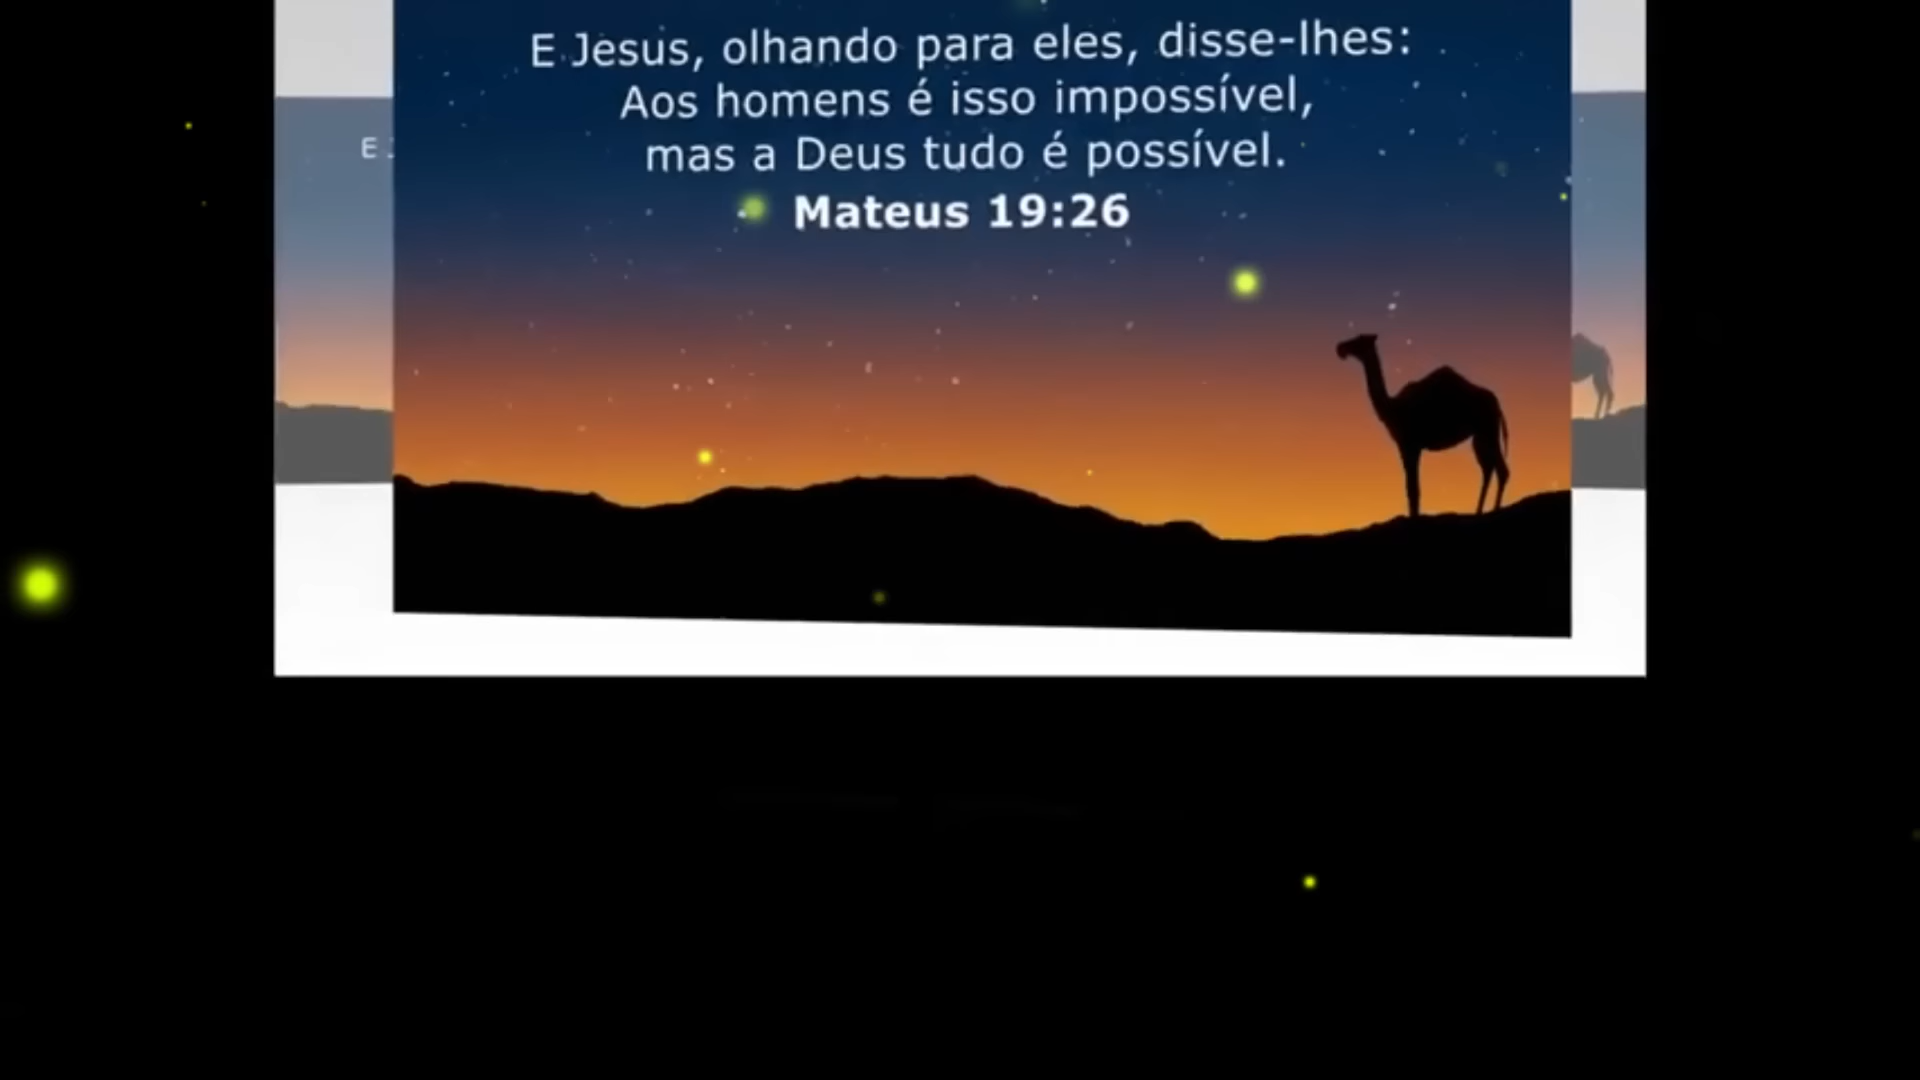 E Jesus, olhando para eles, disse-lhes:
Aos homens é isso impossível,
mas a Deus tudo é possível.
Mateus 19:26
E J